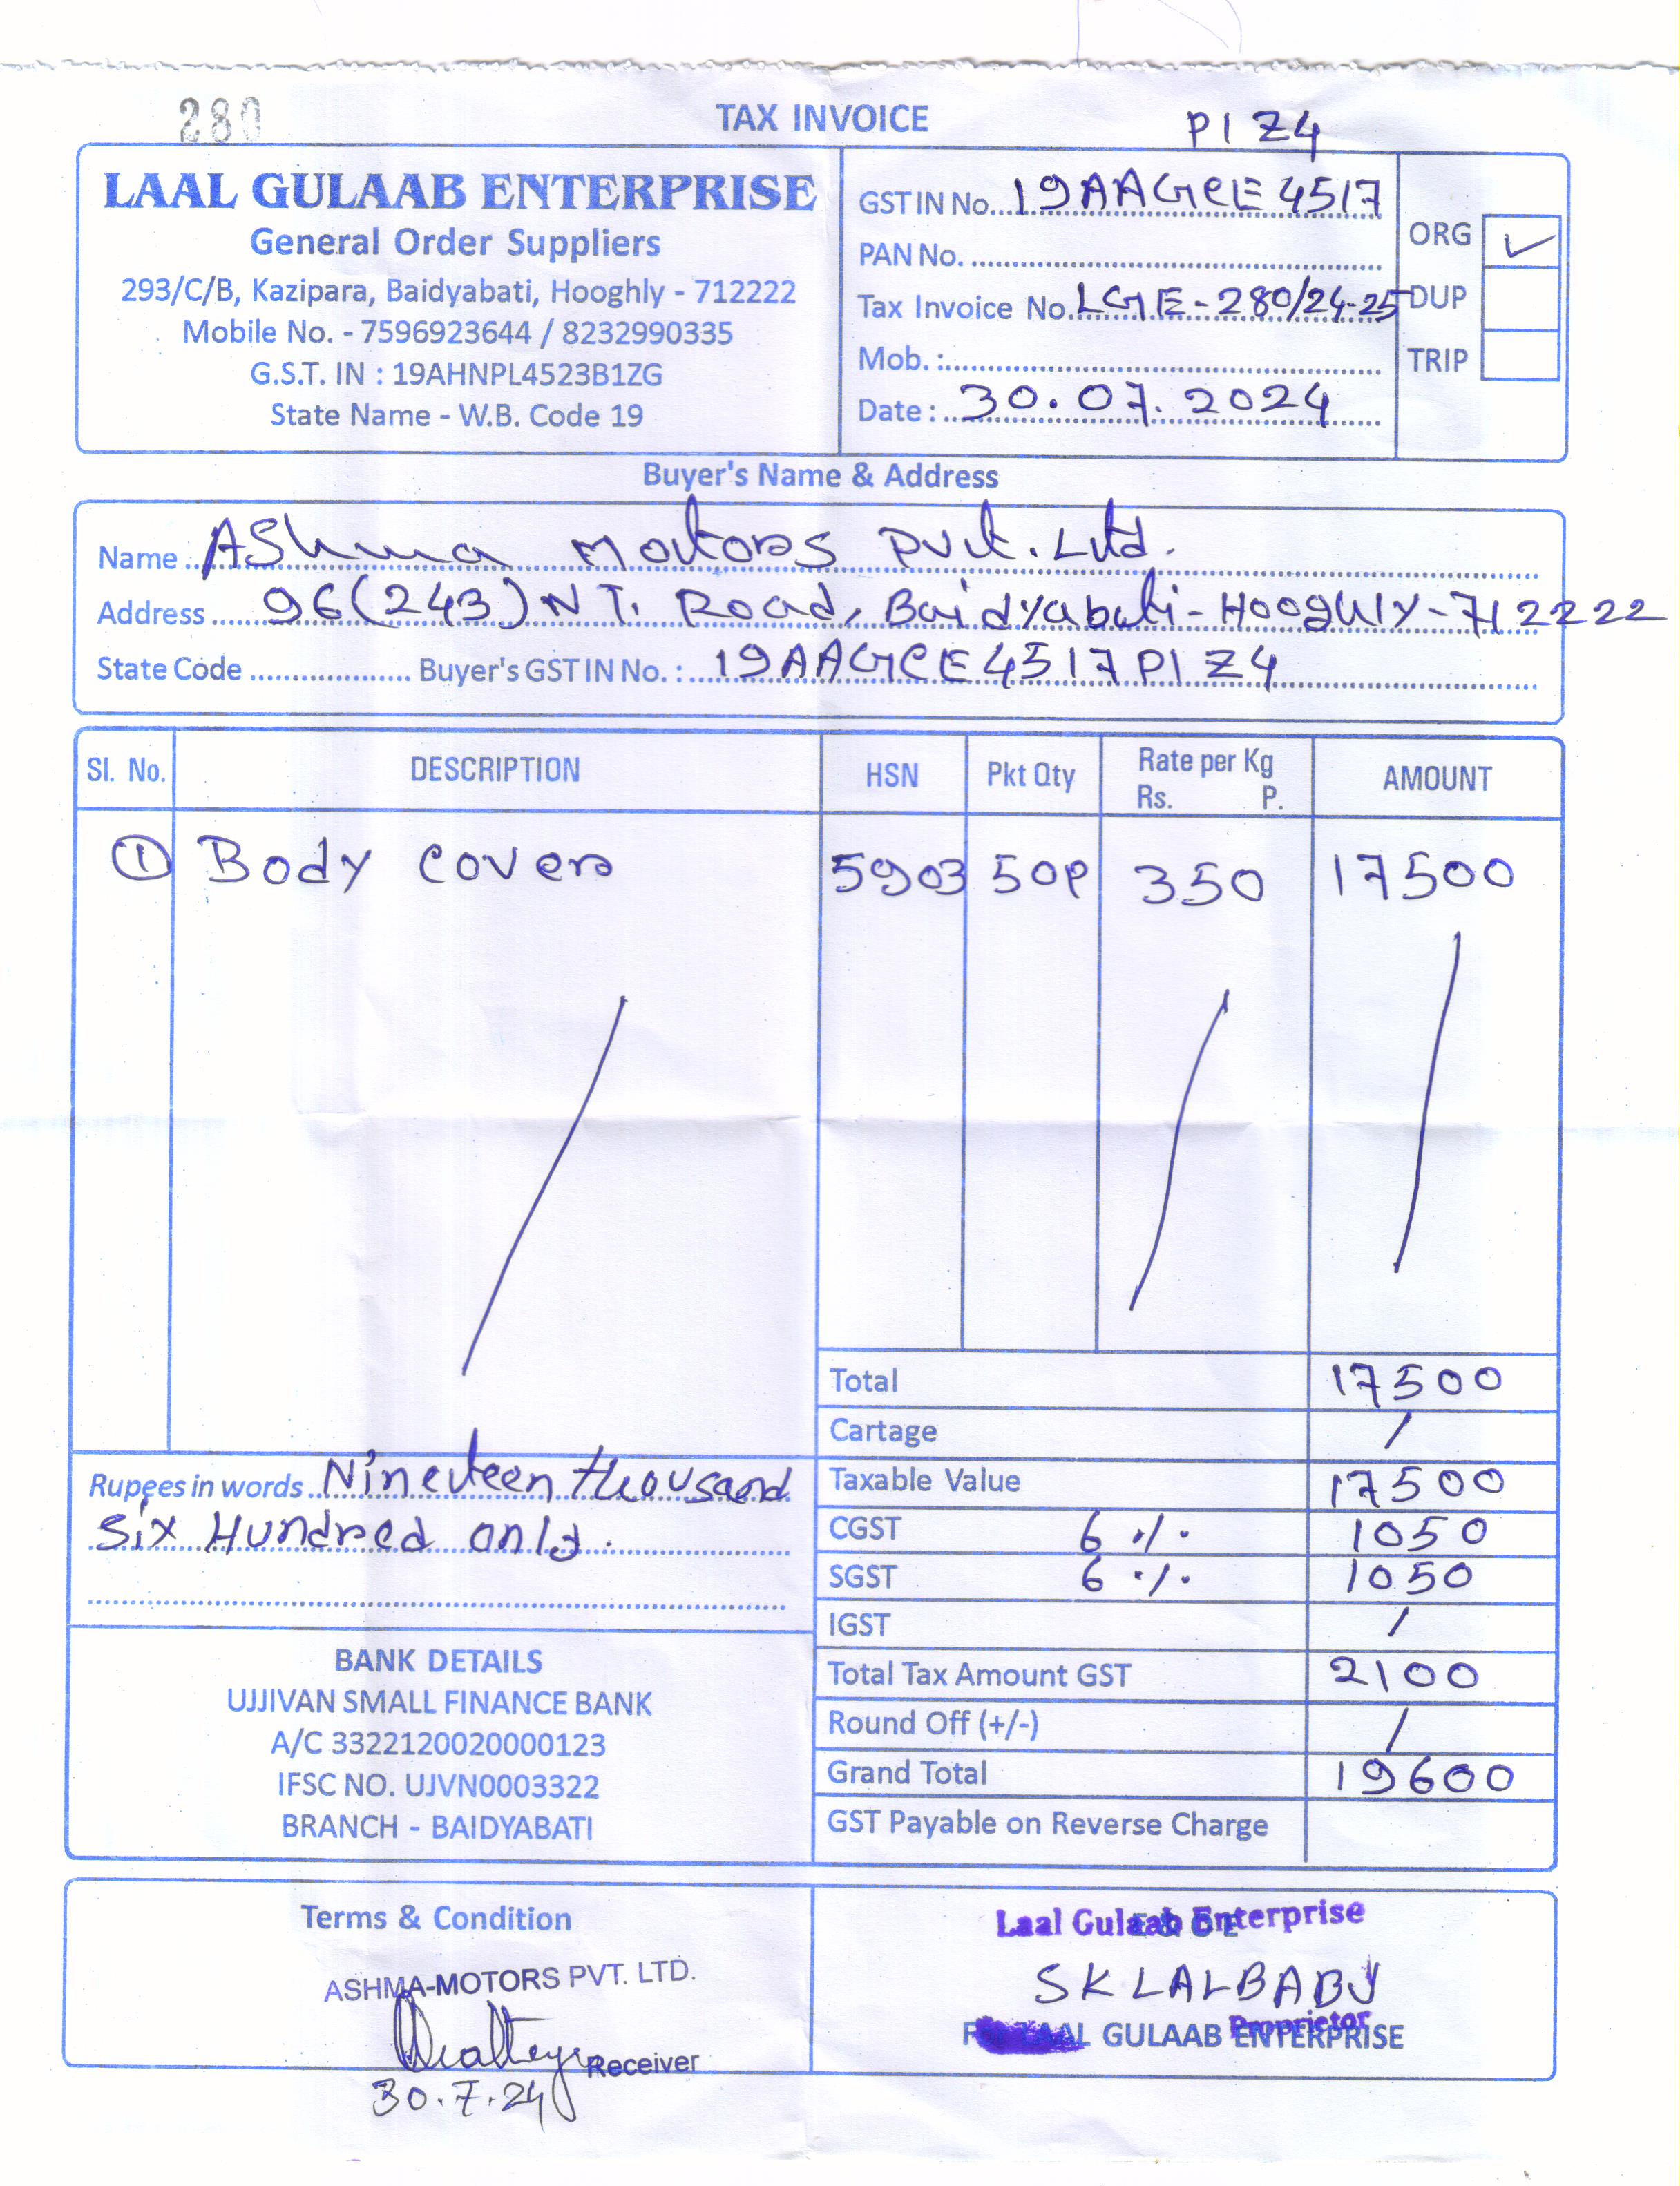 280
TAX INVOICE
P1Z4
LAAL GULAAB ENTERPRISE
General Order Suppliers
293/C/B, Kazipara, Baidyabati, Hooghly - 712222
Mobile No. - 7596923644 / 8232990335
G.S.T. IN : 19AHNPL4523B1ZG
State Name - W.B. Code 19
GSTIN No. 19AAGCE4517
PAN No.
Tax Invoice No. LGE-280/24-25
Mob. :
Date : 30.07.2024
ORG ✓
DUP
TRIP
Buyer's Name & Address
Name Ashma Motors Pvt. Ltd.
Address 96(243) N T. Road, Baidyabati-Hooghly-712222
State Code Buyer's GSTIN No. : 19AAGCE4517P1Z4
Sl. No. DESCRIPTION HSN Pkt Qty Rate per Kg Rs. P. AMOUNT
① Body covers 5903 50P 350 17500
Total 17500
Cartage /
Taxable Value 17500
CGST 6 % 1050
SGST 6 % 1050
IGST /
Total Tax Amount GST 2100
Round Off (+/-) /
Grand Total 19600
GST Payable on Reverse Charge
Rupees in words Nineteen thousand
Six Hundred only.
BANK DETAILS
UJJIVAN SMALL FINANCE BANK
A/C 3322120020000123
IFSC NO. UJVN0003322
BRANCH - BAIDYABATI
Terms & Condition
ASHMA-MOTORS PVT. LTD.
Receiver
30.7.24
Laal Gulaab Enterprise
E & O E
SK LALBABU
Proprietor
GULAAB ENTERPRISE